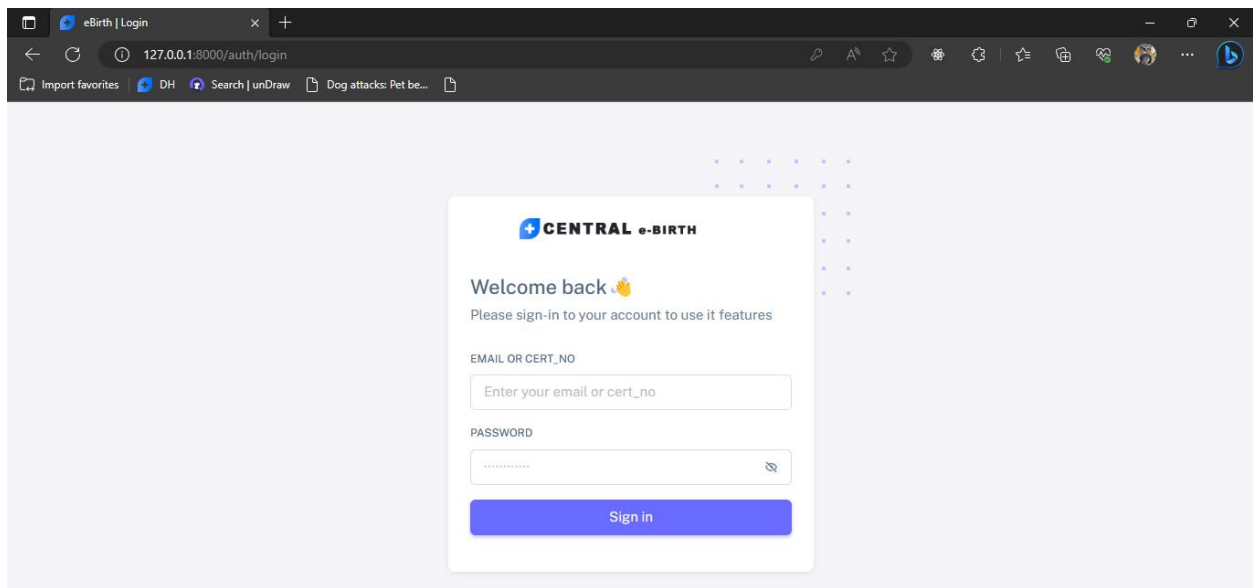 eBirth | Login
127.0.0.1:8000/auth/login
Import favorites DH Search | unDraw Dog attacks: Pet be...
CENTRAL e-BIRTH
Welcome back 👋
Please sign-in to your account to use it features
EMAIL OR CERT_NO
Enter your email or cert_no
PASSWORD
············
Sign in